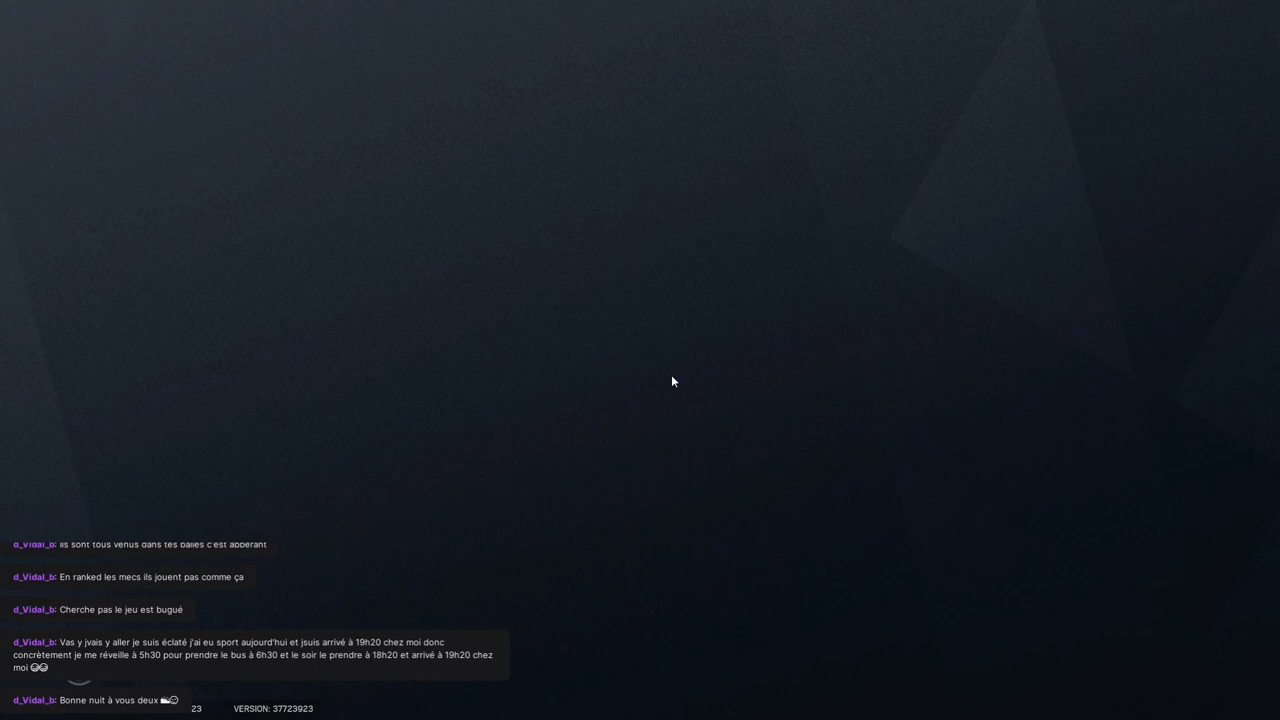 d_Vidal_b: Ils sont tous venus dans tes balles c'est abberant
d_Vidal_b: En ranked les mecs ils jouent pas comme ça
d_Vidal_b: Cherche pas le jeu est bugué
d_Vidal_b: Vas y jvais y aller je suis éclaté j'ai eu sport aujourd'hui et jsuis arrivé à 19h20 chez moi donc
concrètement je me réveille à 5h30 pour prendre le bus à 6h30 et le soir le prendre à 18h20 et arrivé à 19h20 chez
moi
d_Vidal_b: Bonne nuit à vous deux
23 VERSION: 37723923